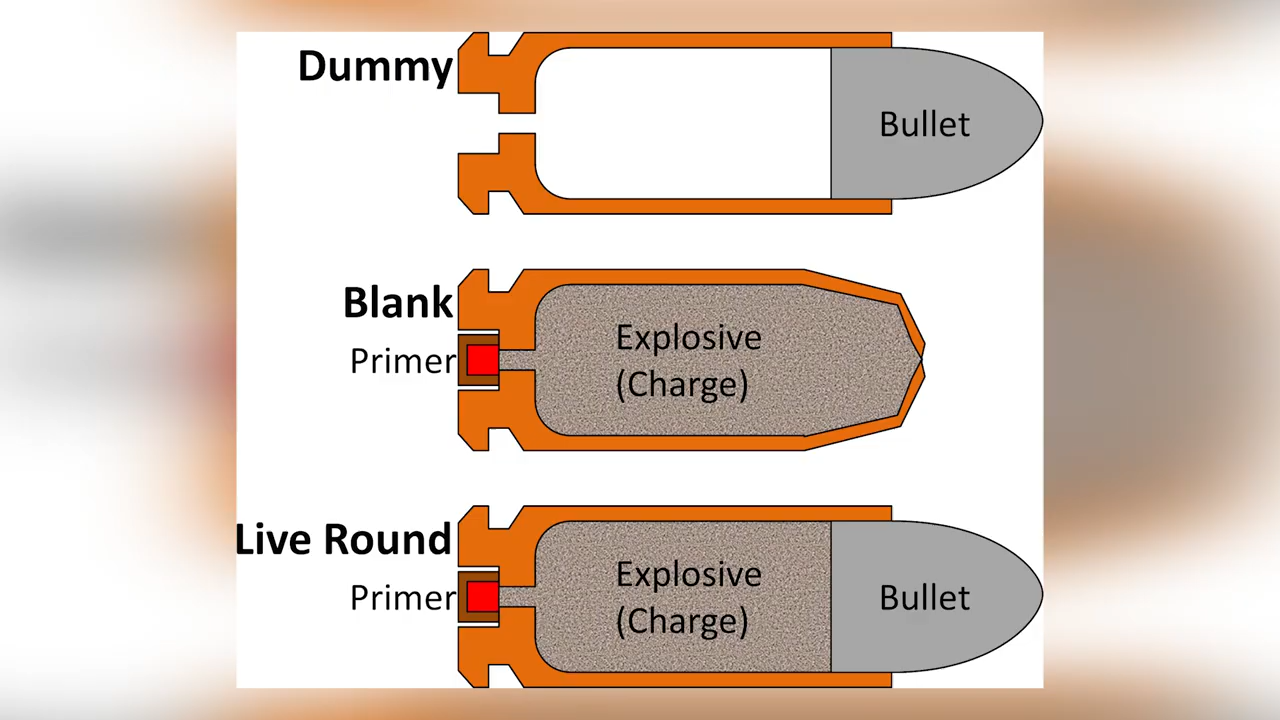 Dummy
Bullet
Blank
Primer
Explosive
(Charge)
Live Round
Primer
Explosive
(Charge)
Bullet